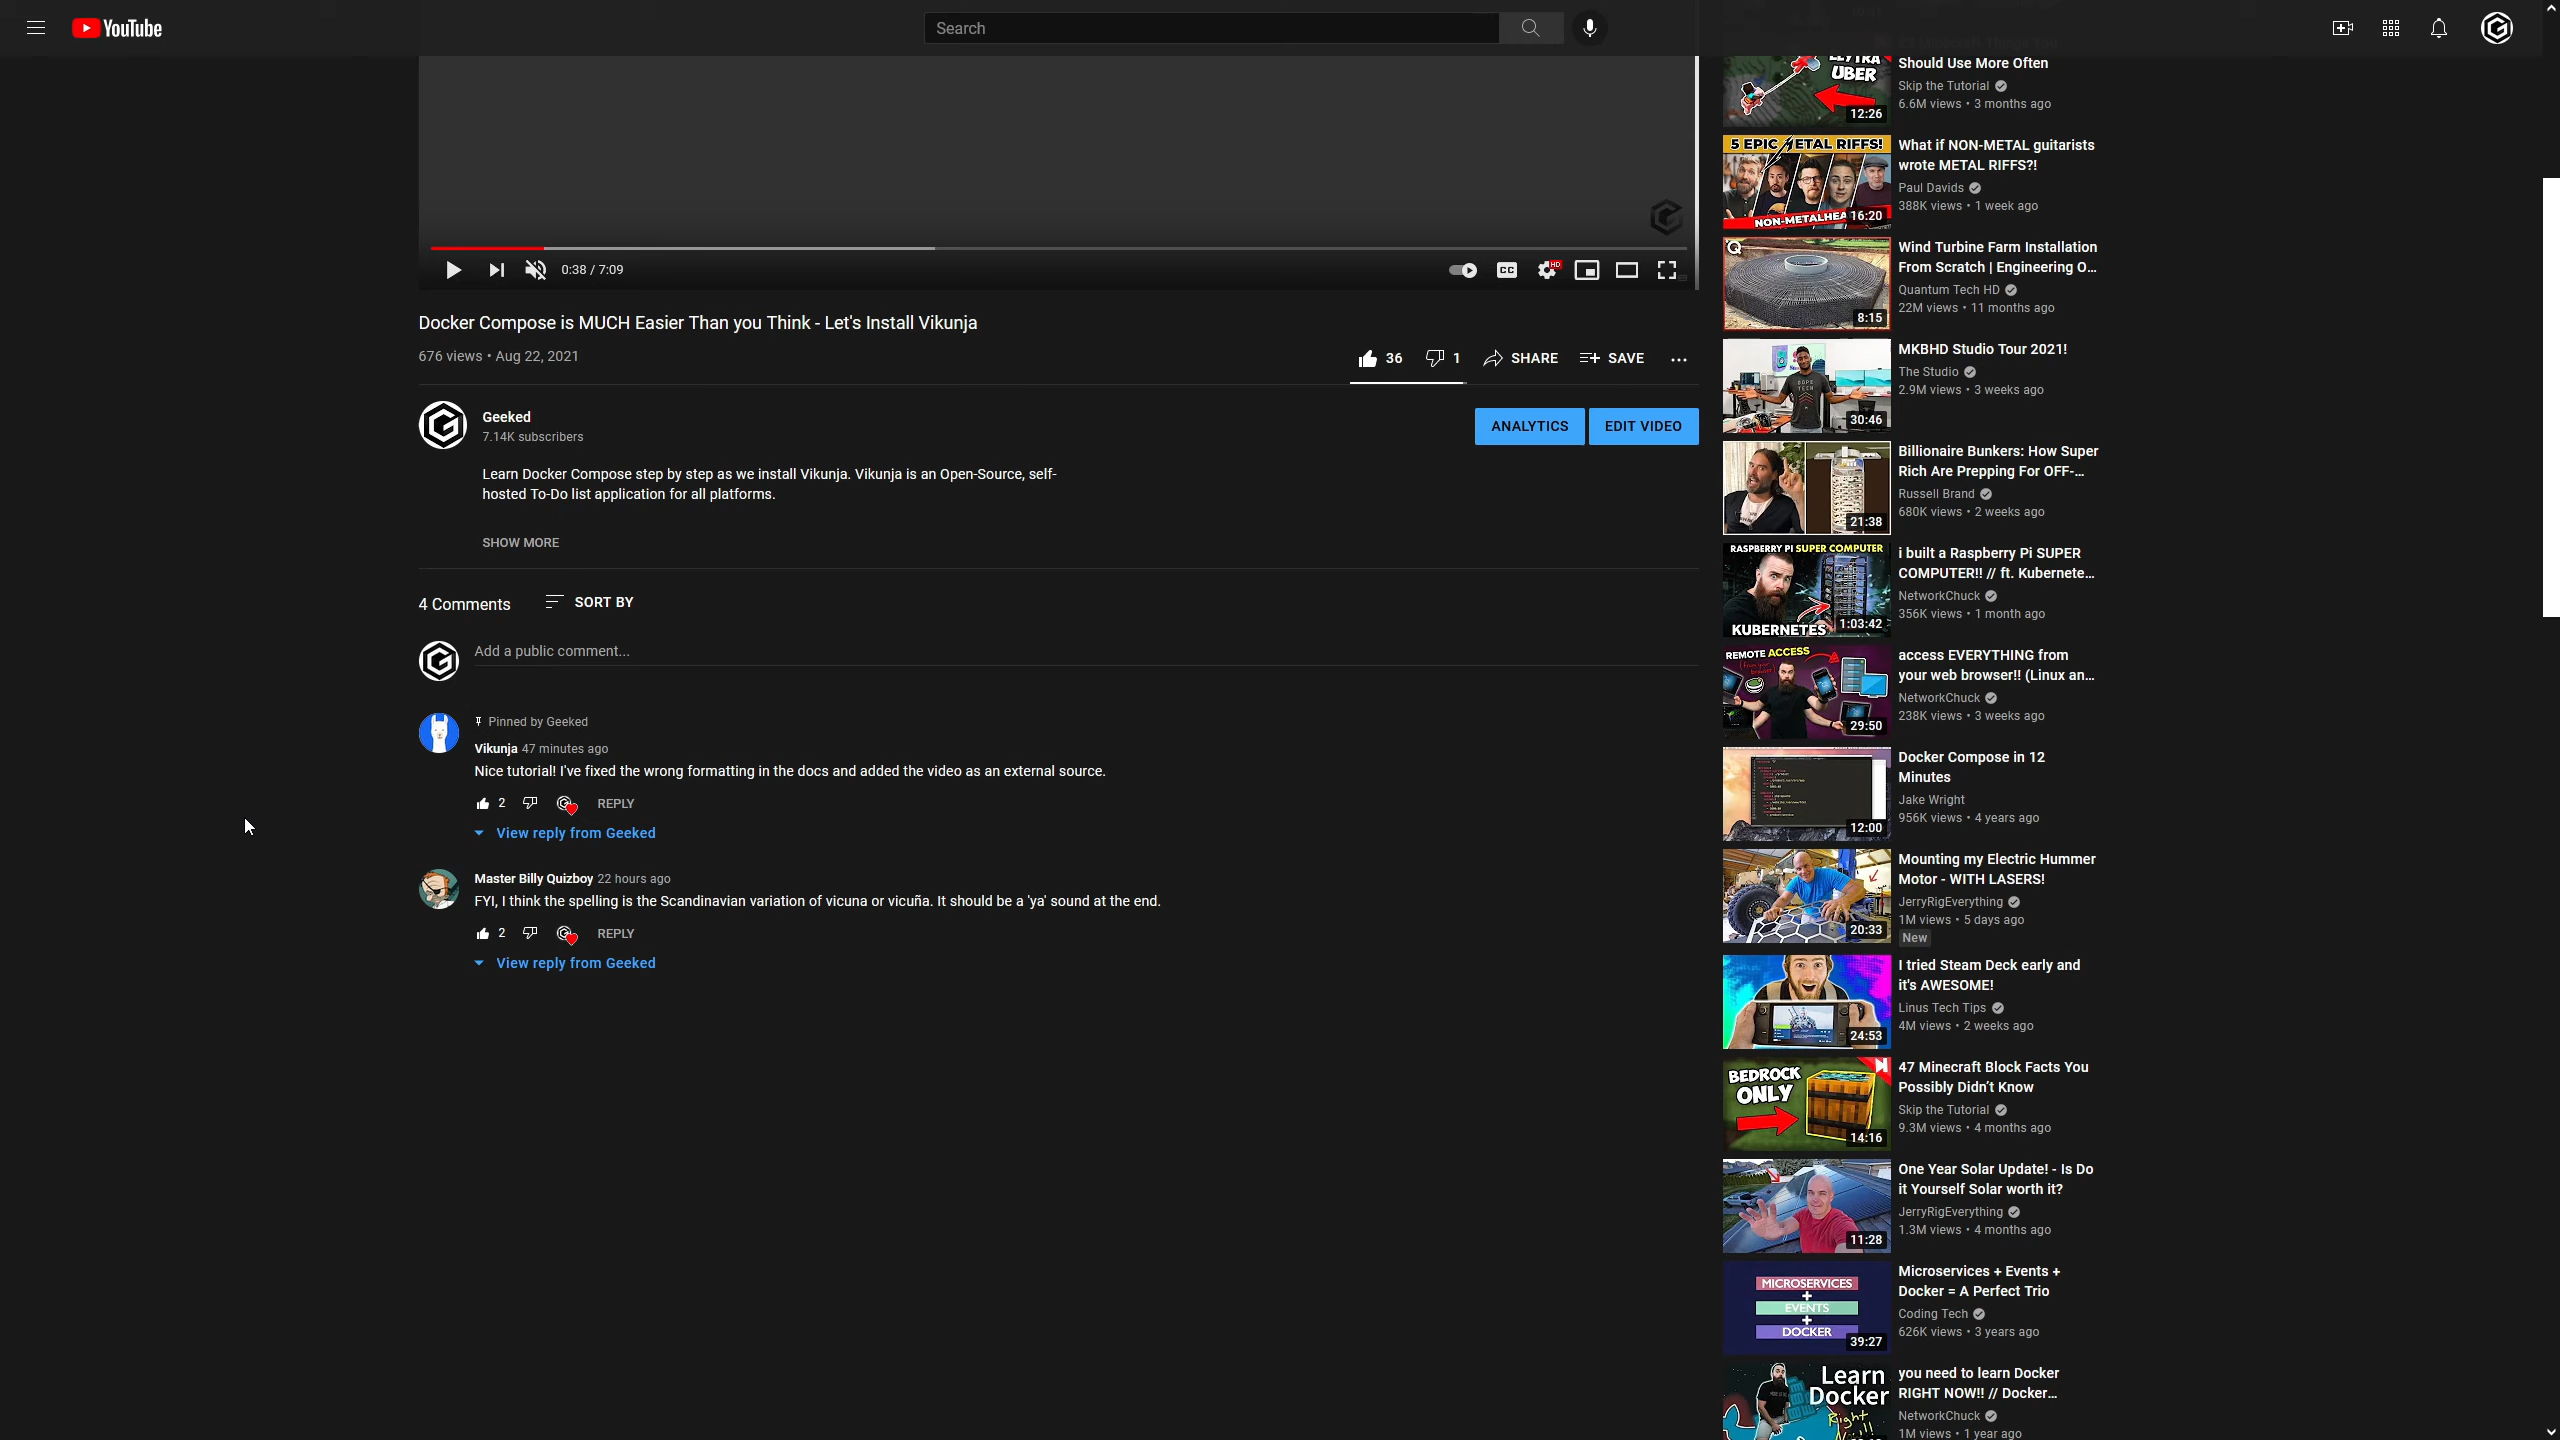 YouTube
Search
0:38 / 7:09
CC
HD
Docker Compose is MUCH Easier Than you Think - Let's Install Vikunja
676 views • Aug 22, 2021
36
1
SHARE
SAVE
Geeked
7.14K subscribers
ANALYTICS
EDIT VIDEO
Learn Docker Compose step by step as we install Vikunja. Vikunja is an Open-Source, self-
hosted To-Do list application for all platforms.
SHOW MORE
4 Comments
SORT BY
Add a public comment...
Pinned by Geeked
Vikunja 47 minutes ago
Nice tutorial! I've fixed the wrong formatting in the docs and added the video as an external source.
2
REPLY
View reply from Geeked
Master Billy Quizboy 22 hours ago
FYI, I think the spelling is the Scandinavian variation of vicuna or vicuña. It should be a 'ya' sound at the end.
2
REPLY
View reply from Geeked
UBER
12:26
Should Use More Often
Skip the Tutorial
6.6M views • 3 months ago
5 EPIC METAL RIFFS!
NON-METALHEA
16:20
What if NON-METAL guitarists
wrote METAL RIFFS?!
Paul Davids
388K views • 1 week ago
8:15
Wind Turbine Farm Installation
From Scratch | Engineering O...
Quantum Tech HD
22M views • 11 months ago
30:46
MKBHD Studio Tour 2021!
The Studio
2.9M views • 3 weeks ago
21:38
Billionaire Bunkers: How Super
Rich Are Prepping For OFF-...
Russell Brand
680K views • 2 weeks ago
RASPBERRY PI SUPER COMPUTER
KUBERNETES
1:03:42
i built a Raspberry Pi SUPER
COMPUTER!! // ft. Kubernete...
NetworkChuck
356K views • 1 month ago
REMOTE ACCESS
29:50
access EVERYTHING from
your web browser!! (Linux an...
NetworkChuck
238K views • 3 weeks ago
12:00
Docker Compose in 12
Minutes
Jake Wright
956K views • 4 years ago
20:33
Mounting my Electric Hummer
Motor - WITH LASERS!
JerryRigEverything
1M views • 5 days ago
New
24:53
I tried Steam Deck early and
it's AWESOME!
Linus Tech Tips
4M views • 2 weeks ago
BEDROCK
ONLY
14:16
47 Minecraft Block Facts You
Possibly Didn't Know
Skip the Tutorial
9.3M views • 4 months ago
11:28
One Year Solar Update! - Is Do
it Yourself Solar worth it?
JerryRigEverything
1.3M views • 4 months ago
MICROSERVICES
+
EVENTS
+
DOCKER
39:27
Microservices + Events +
Docker = A Perfect Trio
Coding Tech
626K views • 3 years ago
Learn
Docker
Right
you need to learn Docker
RIGHT NOW!! // Docker...
NetworkChuck
1M views • 1 year ago